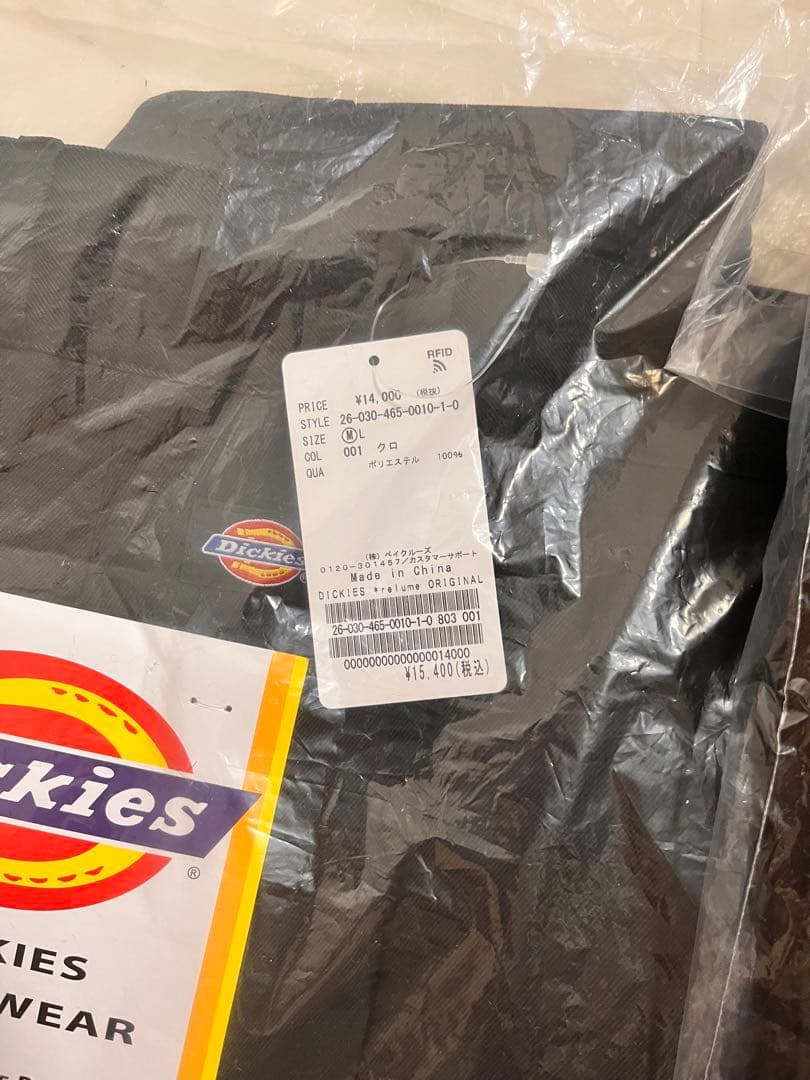 RFID
PRICE ¥14,000 (税抜)
STYLE 26-030-465-0010-1-0
SIZE Ⓜ L
COL 001 クロ
QUA ポリエステル 100%
(株) ベイクルーズ
0120-301457/カスタマーサポート
Made in China
DICKIES *relume ORIGINAL
26-030-465-0010-1-0 803 001
00000000000000014000
¥15,400(税込)
Dickies
ckies
®
KIES
WEAR